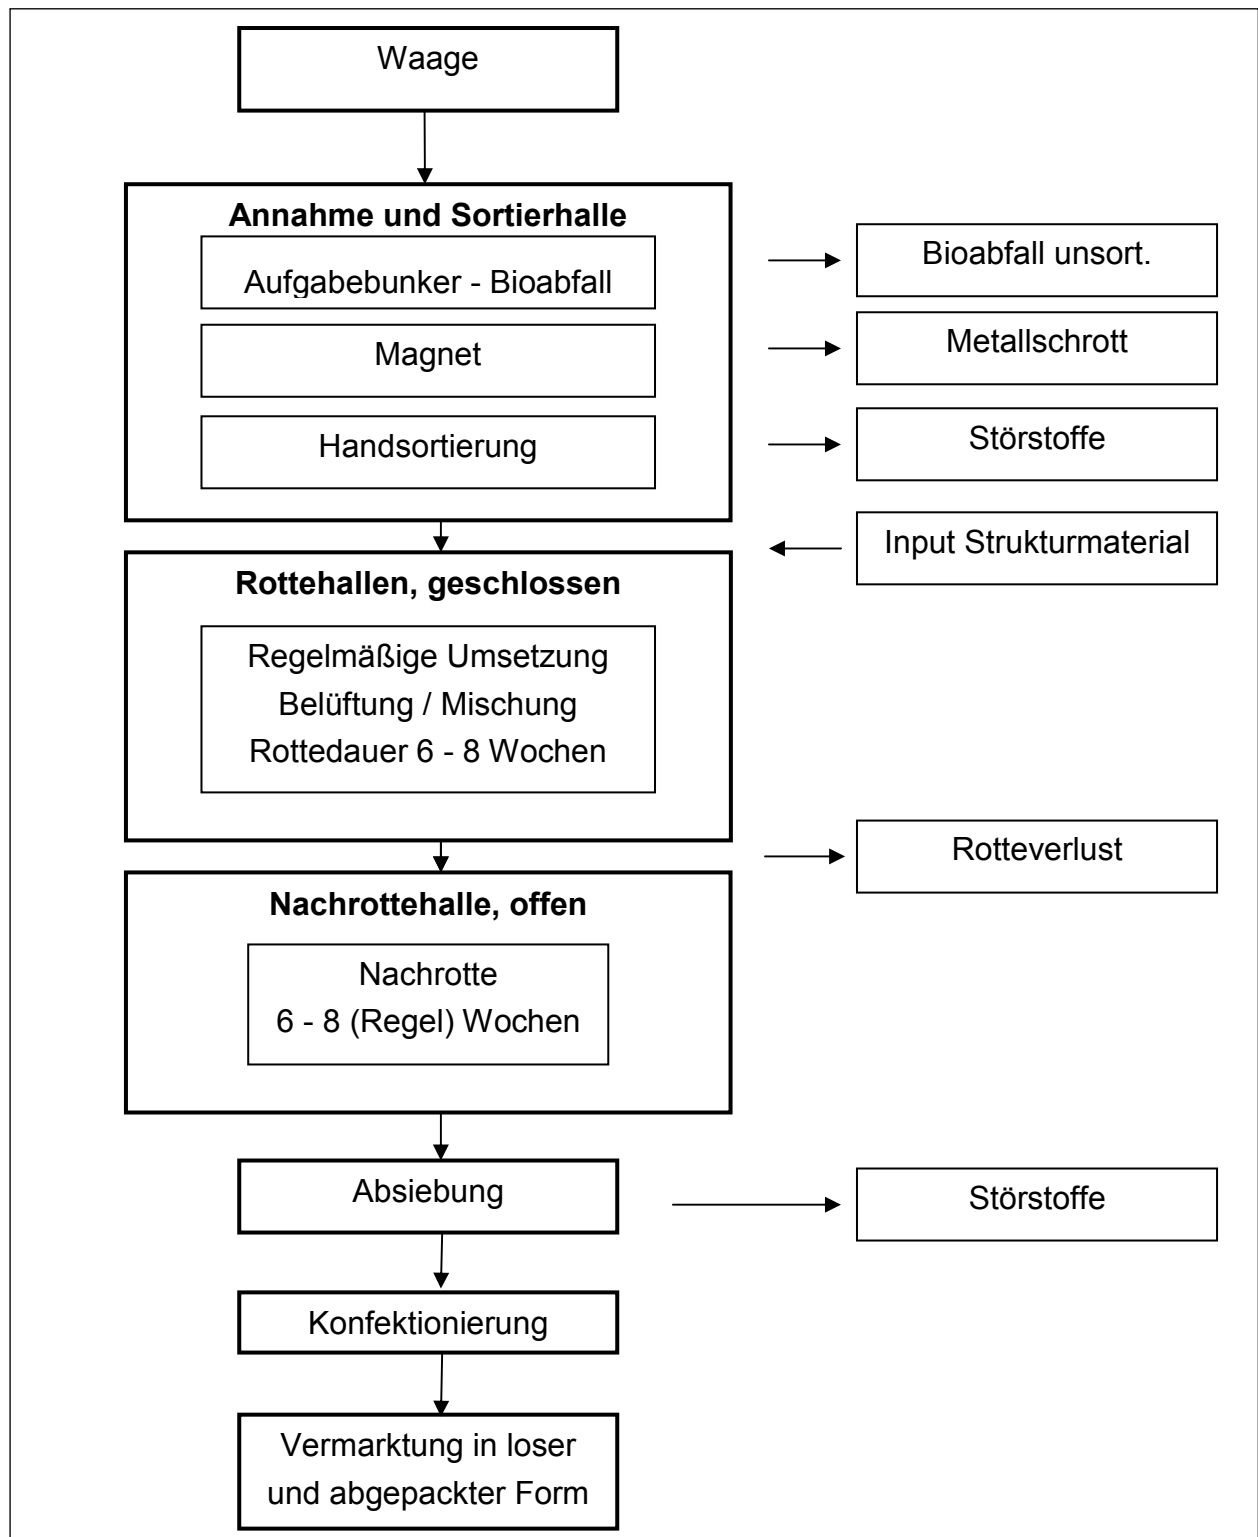 Waage
Annahme und Sortierhalle
Aufgabebunker - Bioabfall
Bioabfall unsort.
Magnet
Metallschrott
Handsortierung
Störstoffe
Input Strukturmaterial
Rottehallen, geschlossen
Regelmäßige Umsetzung
Belüftung / Mischung
Rottedauer 6 - 8 Wochen
Rotteverlust
Nachrottehalle, offen
Nachrotte
6 - 8 (Regel) Wochen
Absiebung
Störstoffe
Konfektionierung
Vermarktung in loser
und abgepackter Form